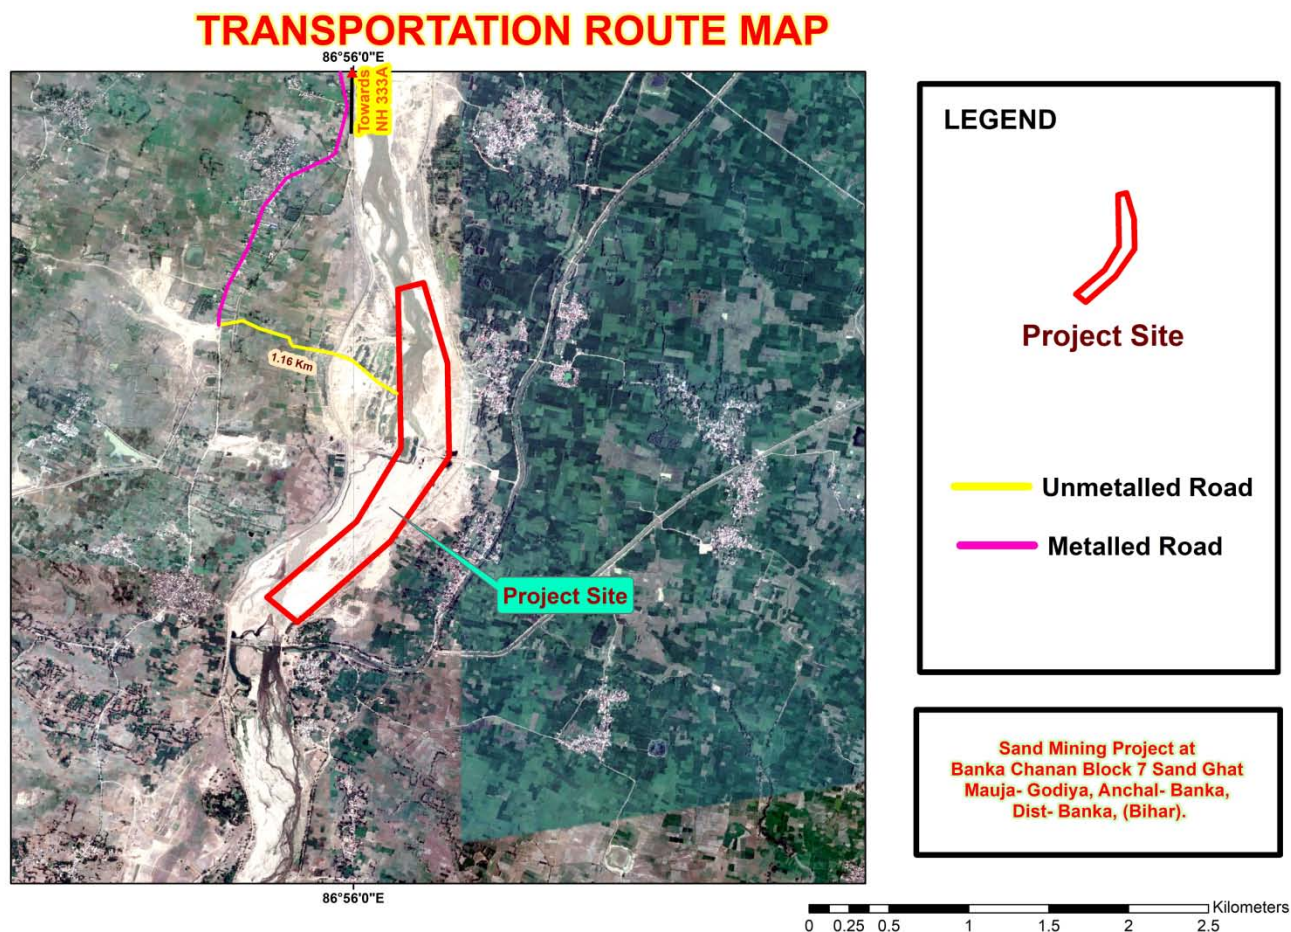 TRANSPORTATION ROUTE MAP
86°56'0"E
Towards
NH 333A
1.16 Km
Project Site
86°56'0"E
LEGEND
Project Site
Unmetalled Road
Metalled Road
Sand Mining Project at
Banka Chanan Block 7 Sand Ghat
Mauja- Godiya, Anchal- Banka,
Dist- Banka, (Bihar).
Kilometers
0 0.25 0.5 1 1.5 2 2.5